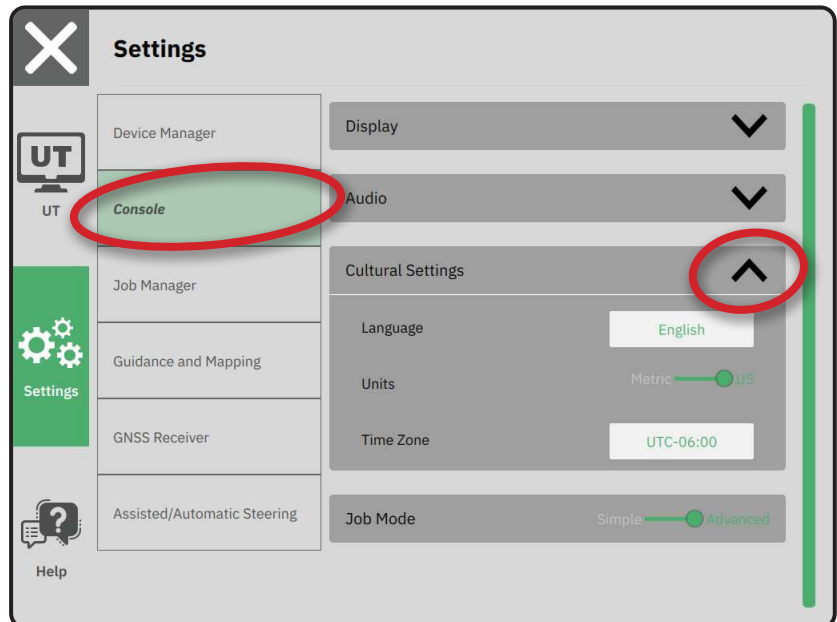 Settings
UT
UT
Settings
Help
Device Manager
Console
Job Manager
Guidance and Mapping
GNSS Receiver
Assisted/Automatic Steering
Display
Audio
Cultural Settings
Language English
Units Metric US
Time Zone UTC-06:00
Job Mode Simple Advanced